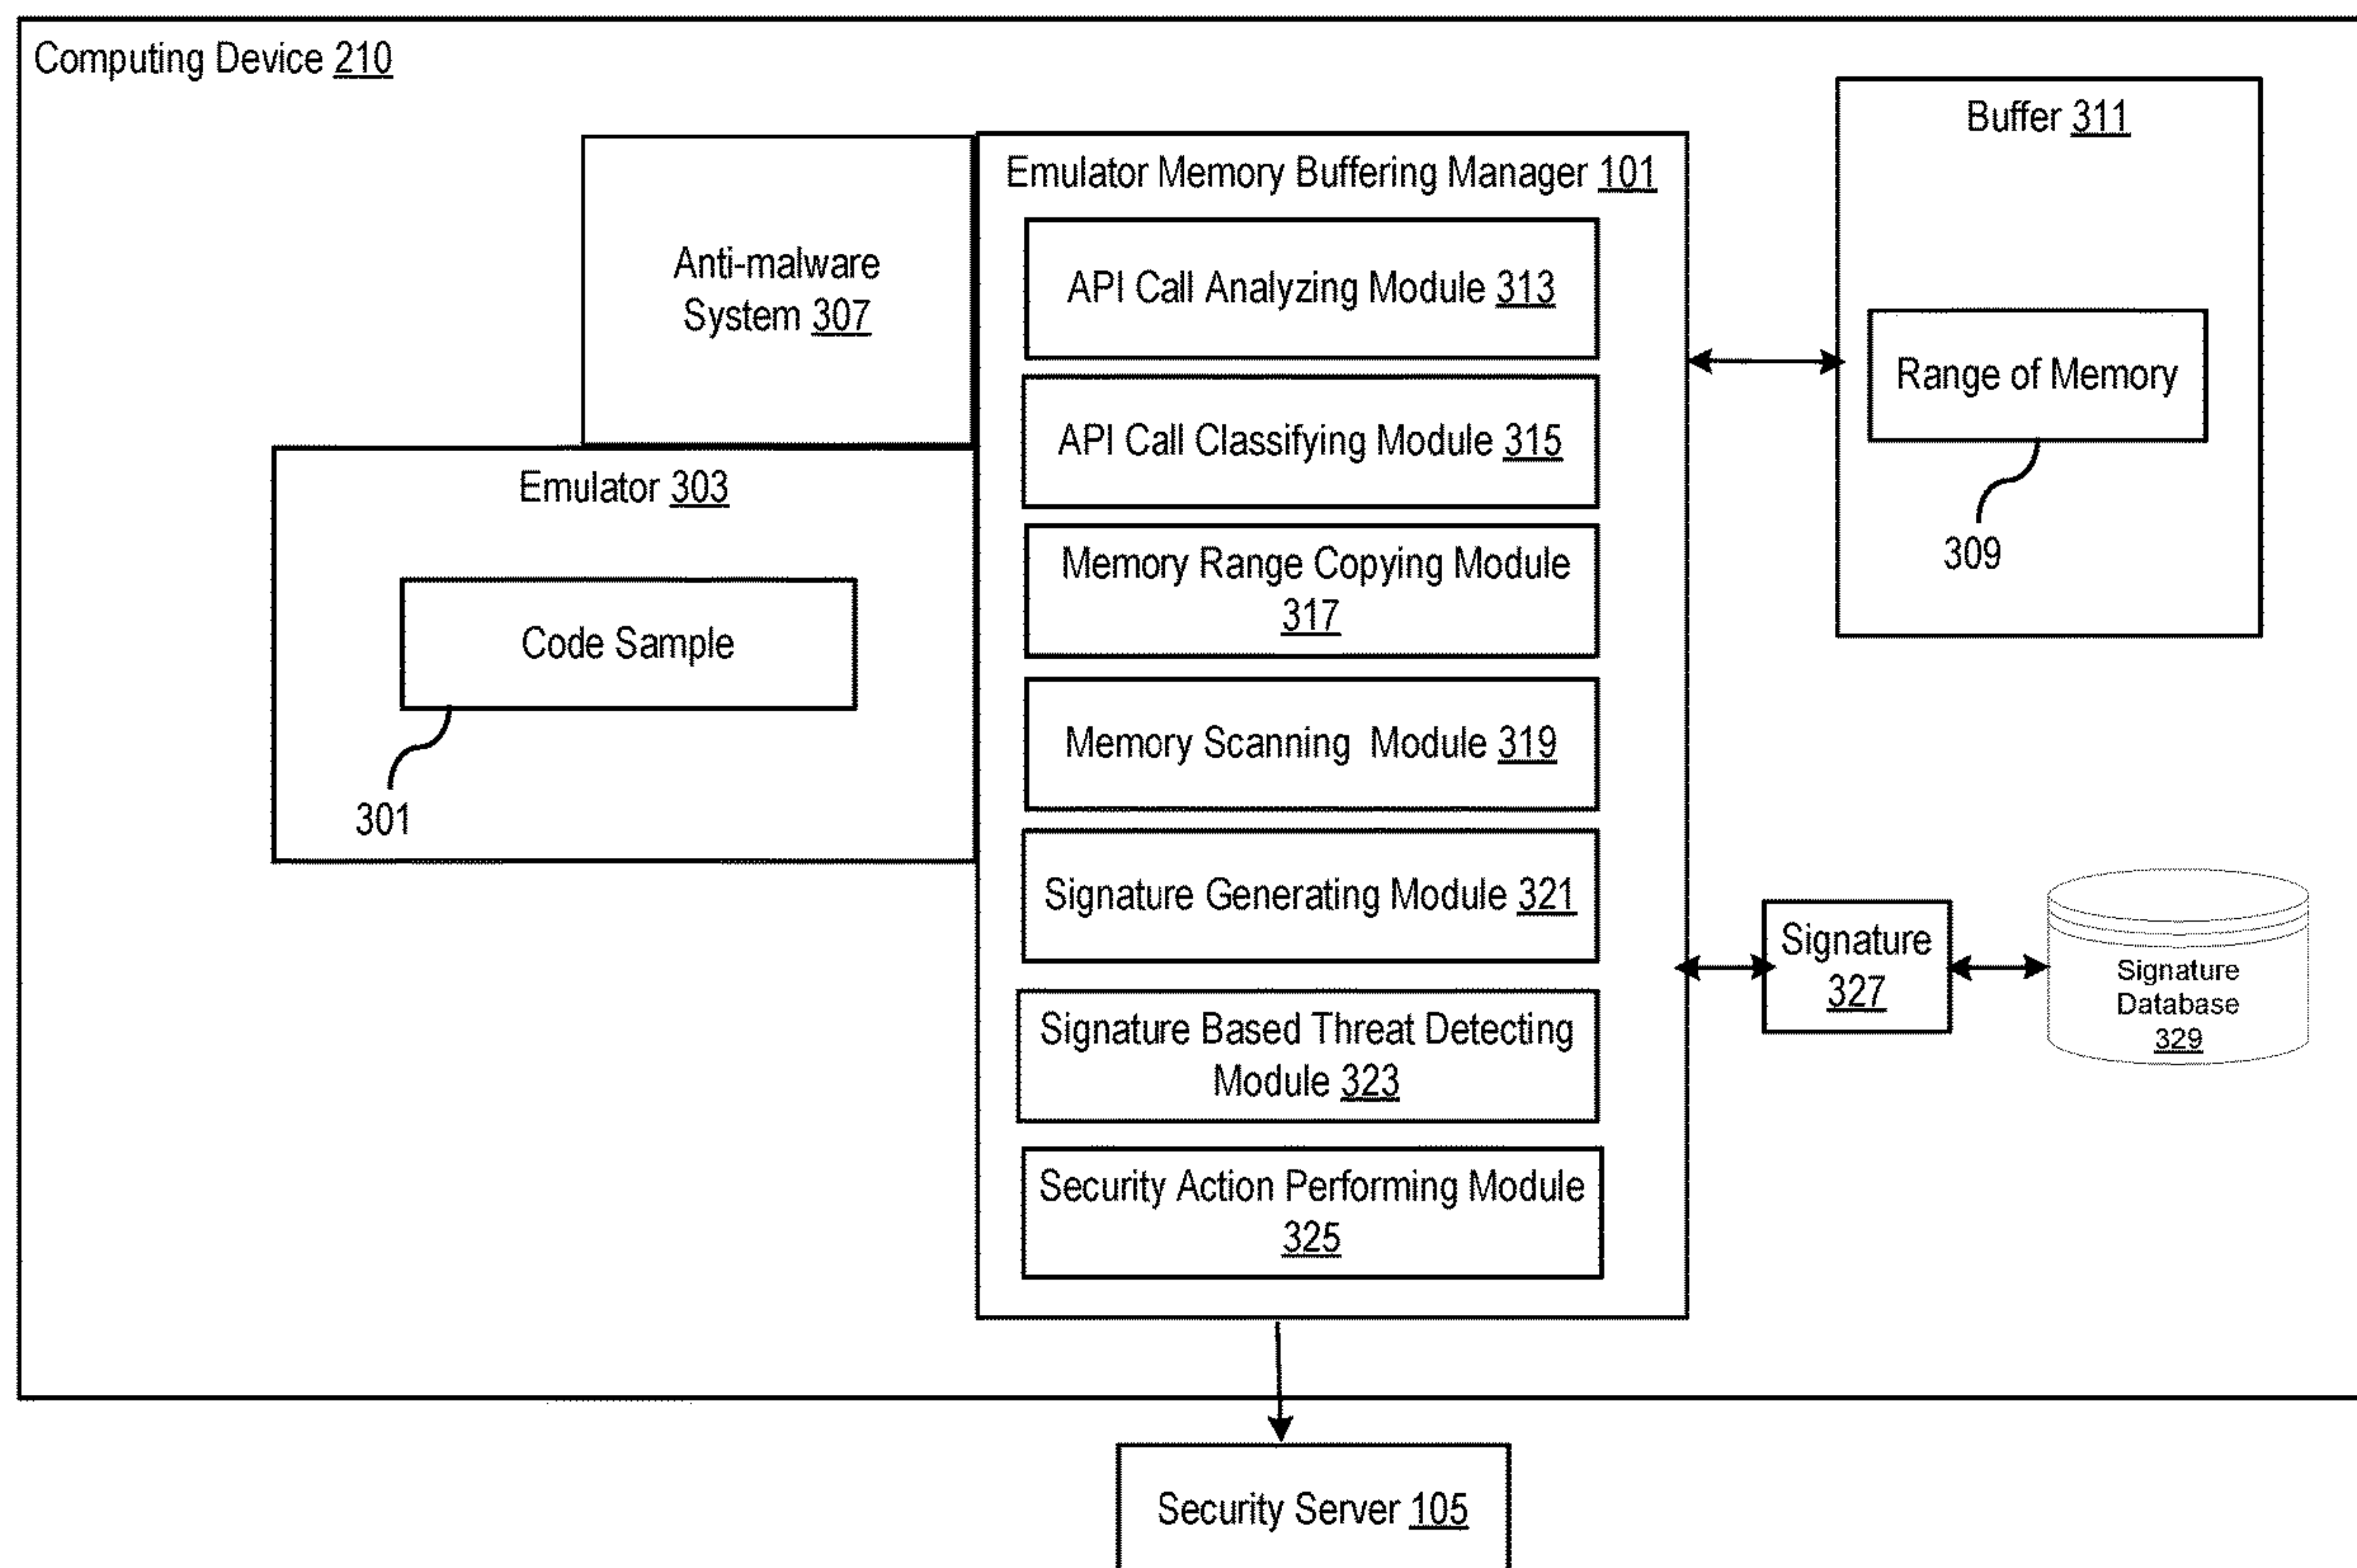 Computing Device 210
Buffer 311
Emulator Memory Buffering Manager 101
Anti-malware
System 307
API Call Analyzing Module 313
Range of Memory
309
API Call Classifying Module 315
Emulator 303
Code Sample
301
Memory Range Copying Module
317
Memory Scanning Module 319
Signature Generating Module 321
Signature
327
Signature
Database
329
Signature Based Threat Detecting
Module 323
Security Action Performing Module
325
Security Server 105